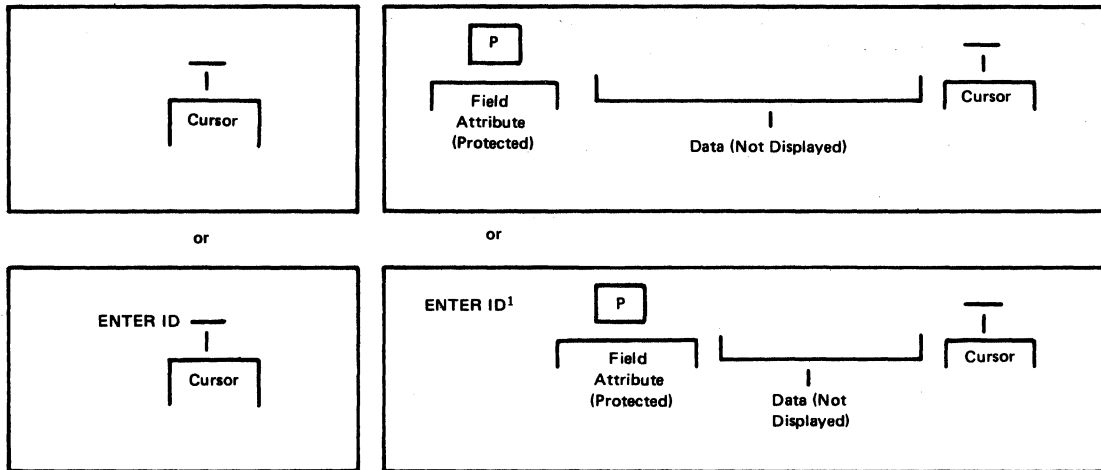 Cursor
P
Field
Attribute
(Protected)
Data (Not Displayed)
Cursor
or
or
ENTER ID
Cursor
ENTER ID1
P
Field
Attribute
(Protected)
Data (Not
Displayed)
Cursor